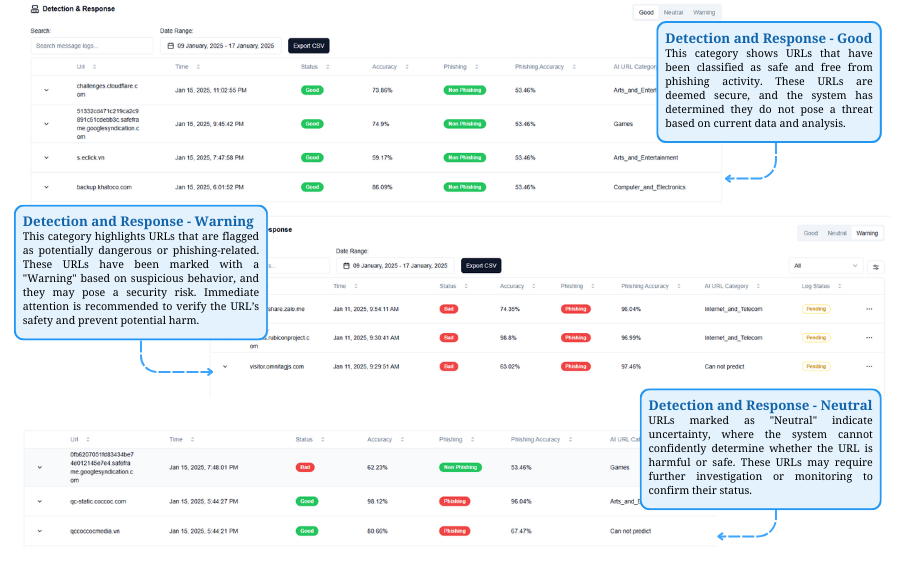 Detection & Response
Good Neutral Warning
Search: Date Range:
Search message logs... 09 January, 2025 - 17 January, 2025 Export CSV
Detection and Response - Good
This category shows URLs that have
been classified as safe and free from
phishing activity. These URLs are
deemed secure, and the system has
determined they do not pose a threat
based on current data and analysis.
Url Time Status Accuracy Phishing Phishing Accuracy AI URL Category
challenges.cloudflare.c
om
Jan 15, 2025, 11:02:55 PM Good 73.86% Non Phishing 53.46%
me.googlesyndication.c
om
Jan 15, 2025, 9:45:42 PM Good 74.9% Non Phishing 53.46% Games
s.eclick.vn Jan 15, 2025, 7:47:58 PM Good 59.17% Non Phishing 53.46% Arts_and_Entertainment
backup.khatoco.com Jan 15, 2025, 6:01:52 PM Good 86.09% Non Phishing 53.46% Computer_and_Electronics
Detection and Response - Warning
This category highlights URLs that are flagged
as potentially dangerous or phishing-related.
These URLs have been marked with a
"Warning" based on suspicious behavior, and
they may pose a security risk. Immediate
attention is recommended to verify the URL's
safety and prevent potential harm.
sponse
Good Neutral Warning
Date Range:
s... 09 January, 2025 - 17 January, 2025 Export CSV All
Time Status Accuracy Phishing Phishing Accuracy AI URL Category Log Status
share.zalo.me Jan 11, 2025, 9:54:11 AM Bad 74.35% Phishing 96.04% Internet_and_Telecom Pending ...
s.rubiconproject.c
om
Jan 11, 2025, 9:30:41 AM Bad 98.8% Phishing 96.99% Internet_and_Telecom Pending ...
visitor.omnitagjs.com Jan 11, 2025, 9:29:51 AM Bad 63.02% Phishing 97.46% Can not predict Pending ...
Detection and Response - Neutral
URLs marked as "Neutral" indicate
uncertainty, where the system cannot
confidently determine whether the URL is
harmful or safe. These URLs may require
further investigation or monitoring to
confirm their status.
Url Time Status Accuracy Phishing Phishing Accuracy AI URL Cat
me.googlesyndication.c
om
Jan 15, 2025, 7:48:01 PM Bad 62.23% Non Phishing 53.46% Games
qc-static.coccoc.com Jan 15, 2025, 5:44:27 PM Good 98.12% Phishing 96.04%
qccoccocmedia.vn Jan 15, 2025, 5:44:21 PM Good Phishing 67.47% Can not predict